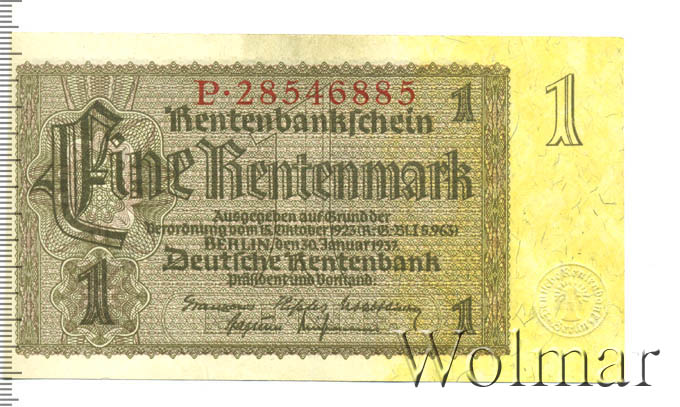 P·28546885
1
1
Rentenbankschein
Eine Rentenmark
Ausgegeben auf Grund der
Verordnung vom 15. Oktober 1923 (R.-G.-Bl. I S. 963)
BERLIN, den 30. Januar 1937
Deutsche Rentenbank
Präsident und Vorstand:
1
1
Wolmar